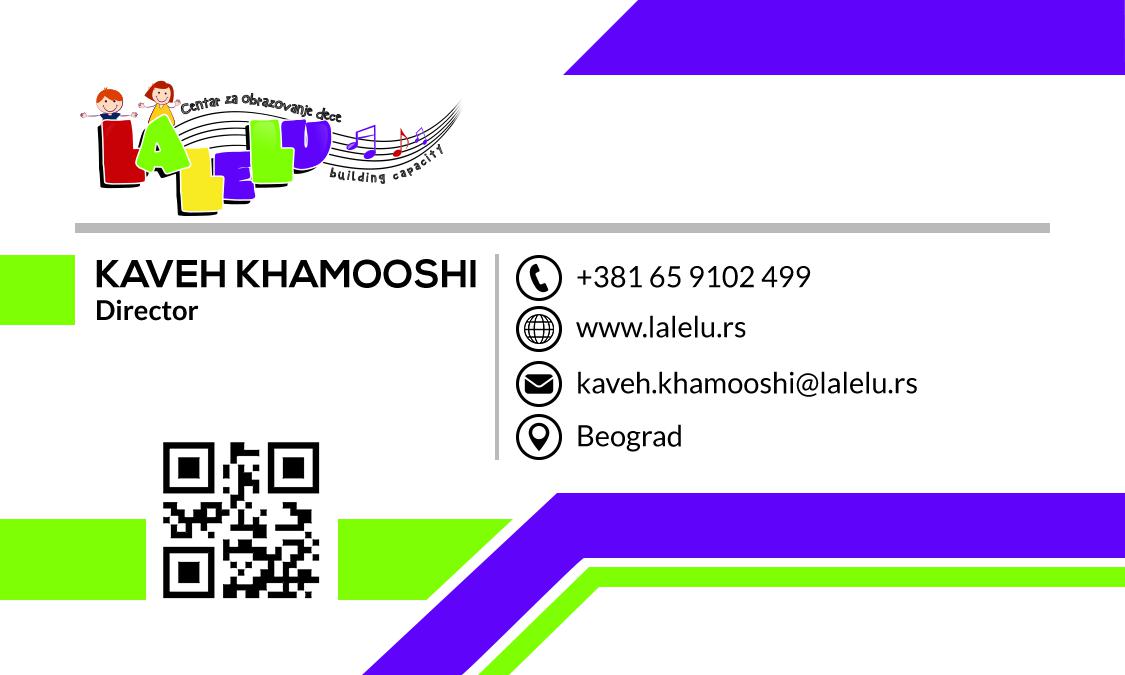 Centar za obrazovanje dece
LALELU
building capacity
KAVEH KHAMOOSHI
Director
+381 65 9102 499
www.lalelu.rs
kaveh.khamooshi@lalelu.rs
Beograd